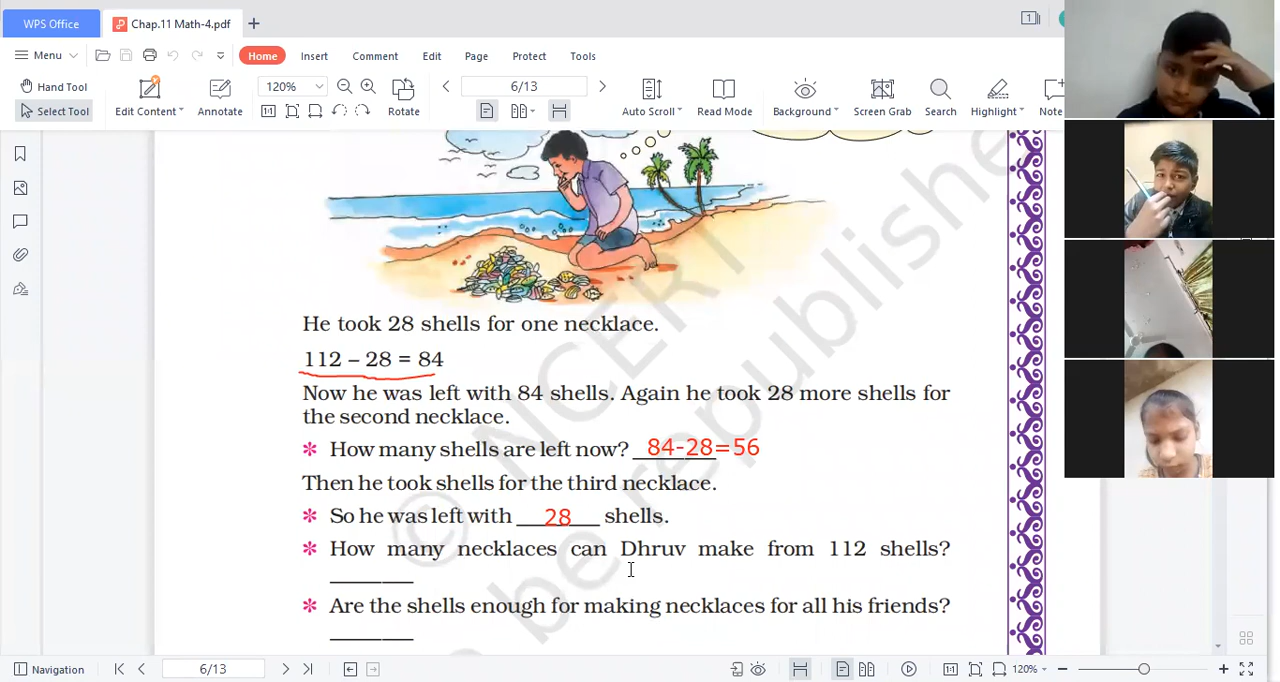 WPS Office
Chap.11 Math-4.pdf
Menu
Home Insert Comment Edit Page Protect Tools
Hand Tool
Select Tool
Edit Content
Annotate
120%
Rotate
6/13
Auto Scroll
Read Mode
Background
Screen Grab
Search
Highlight
Note
He took 28 shells for one necklace.
112 – 28 = 84
Now he was left with 84 shells. Again he took 28 more shells for
the second necklace.
How many shells are left now? 84-28=56
Then he took shells for the third necklace.
So he was left with 28 shells.
How many necklaces can Dhruv make from 112 shells?
Are the shells enough for making necklaces for all his friends?
© NCERT
be republishe
Navigation
6/13
120%